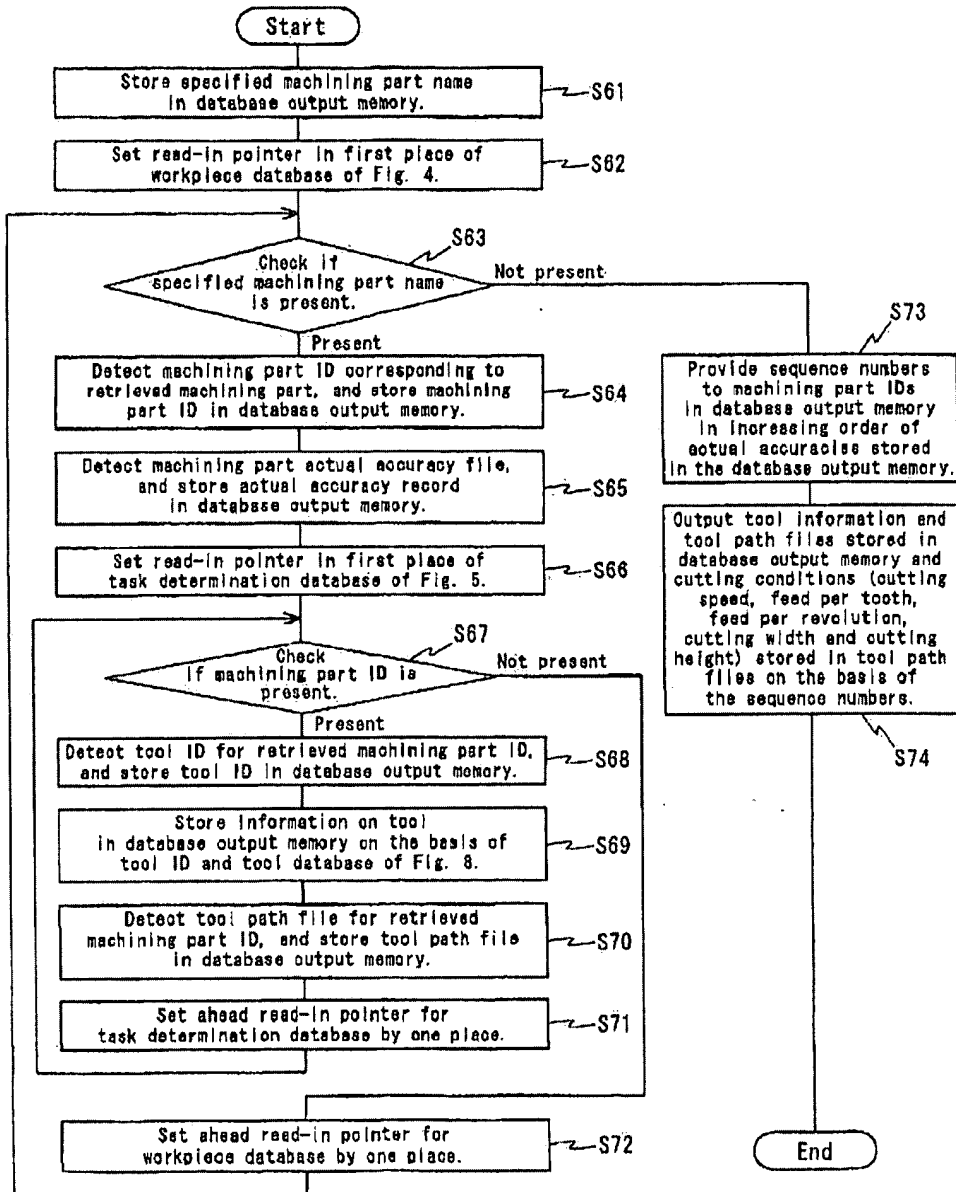 Start
Store specified machining part name
in database output memory.
S61
Set read-in pointer in first place of
workpiece database of Fig. 4.
S62
S63
Check if
specified machining part name
is present.
Not present
Present
Detect machining part ID corresponding to
retrieved machining part, and store machining
part ID in database output memory.
S64
Detect machining part actual accuracy file,
and store actual accuracy record
in database output memory.
S65
Set read-in pointer in first place of
task determination database of Fig. 5.
S66
S67
Check
if machining part ID is
present.
Not present
Present
Detect tool ID for retrieved machining part ID,
and store tool ID in database output memory.
S68
Store information on tool
in database output memory on the basis of
tool ID and tool database of Fig. 8.
S69
Detect tool path file for retrieved
machining part ID, and store tool path file
in database output memory.
S70
Set ahead read-in pointer for
task determination database by one place.
S71
Set ahead read-in pointer for
workpiece database by one place.
S72
S73
Provide sequence numbers
to machining part IDs
in database output memory
in increasing order of
actual accuracies stored
in the database output memory.
Output tool information and
tool path files stored in
database output memory and
cutting conditions (cutting
speed, feed per tooth,
feed per revolution,
cutting width and cutting
height) stored in tool path
files on the basis of
the sequence numbers.
S74
End